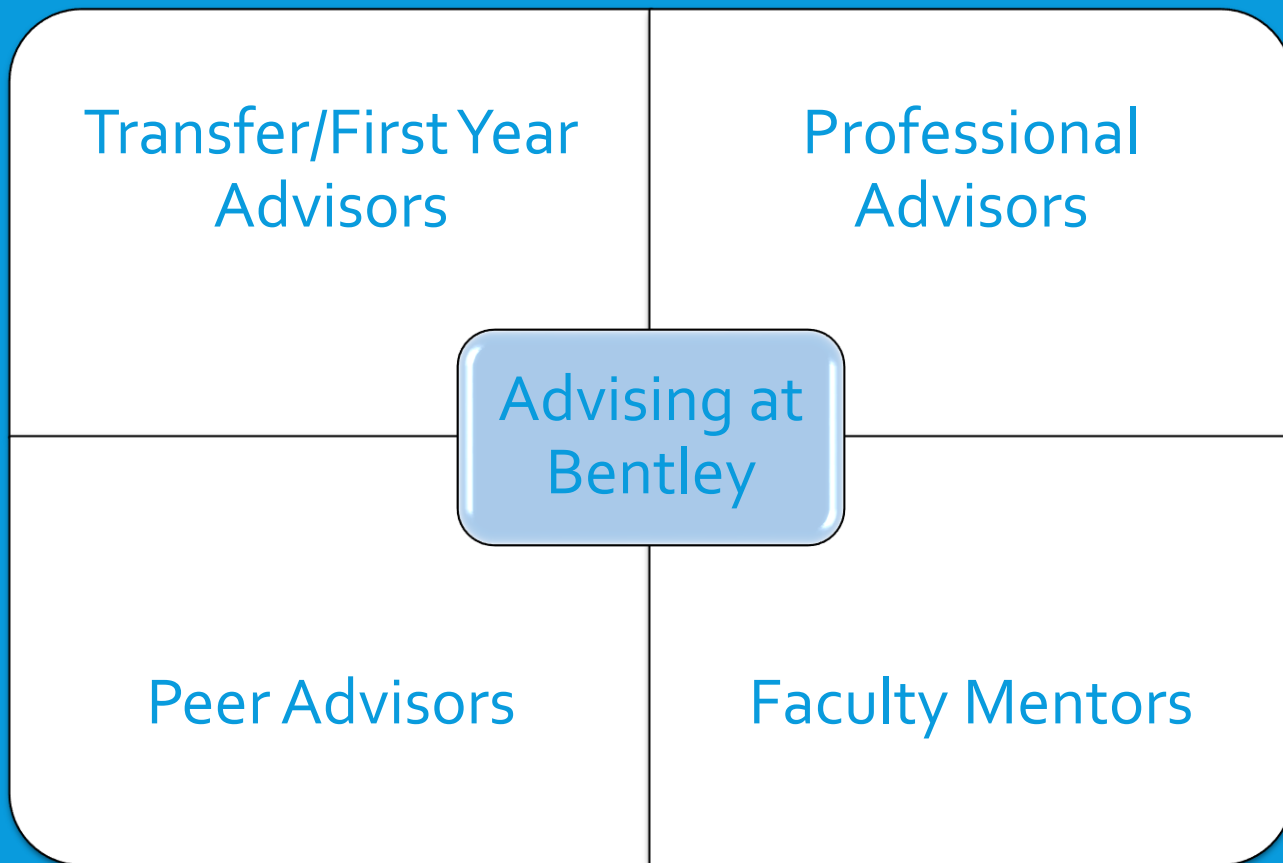 Transfer/First Year
Advisors
Professional
Advisors
Advising at
Bentley
Peer Advisors
Faculty Mentors